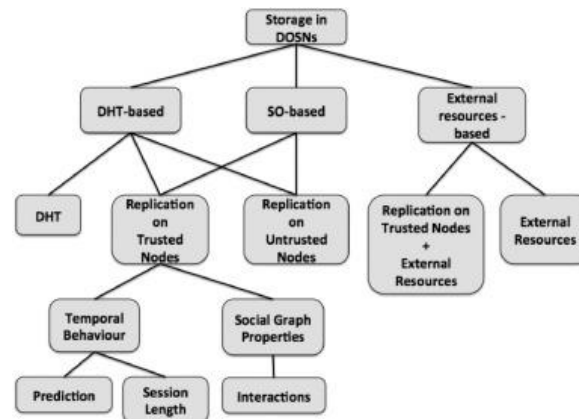 Storage in
DOSNs
DHT-based
SO-based
External
resources -
based
DHT
Replication
on
Trusted
Nodes
Replication
on
Untrusted
Nodes
Replication on
Trusted Nodes
+
External
Resources
External
Resources
Temporal
Behaviour
Social Graph
Properties
Prediction
Session
Length
Interactions